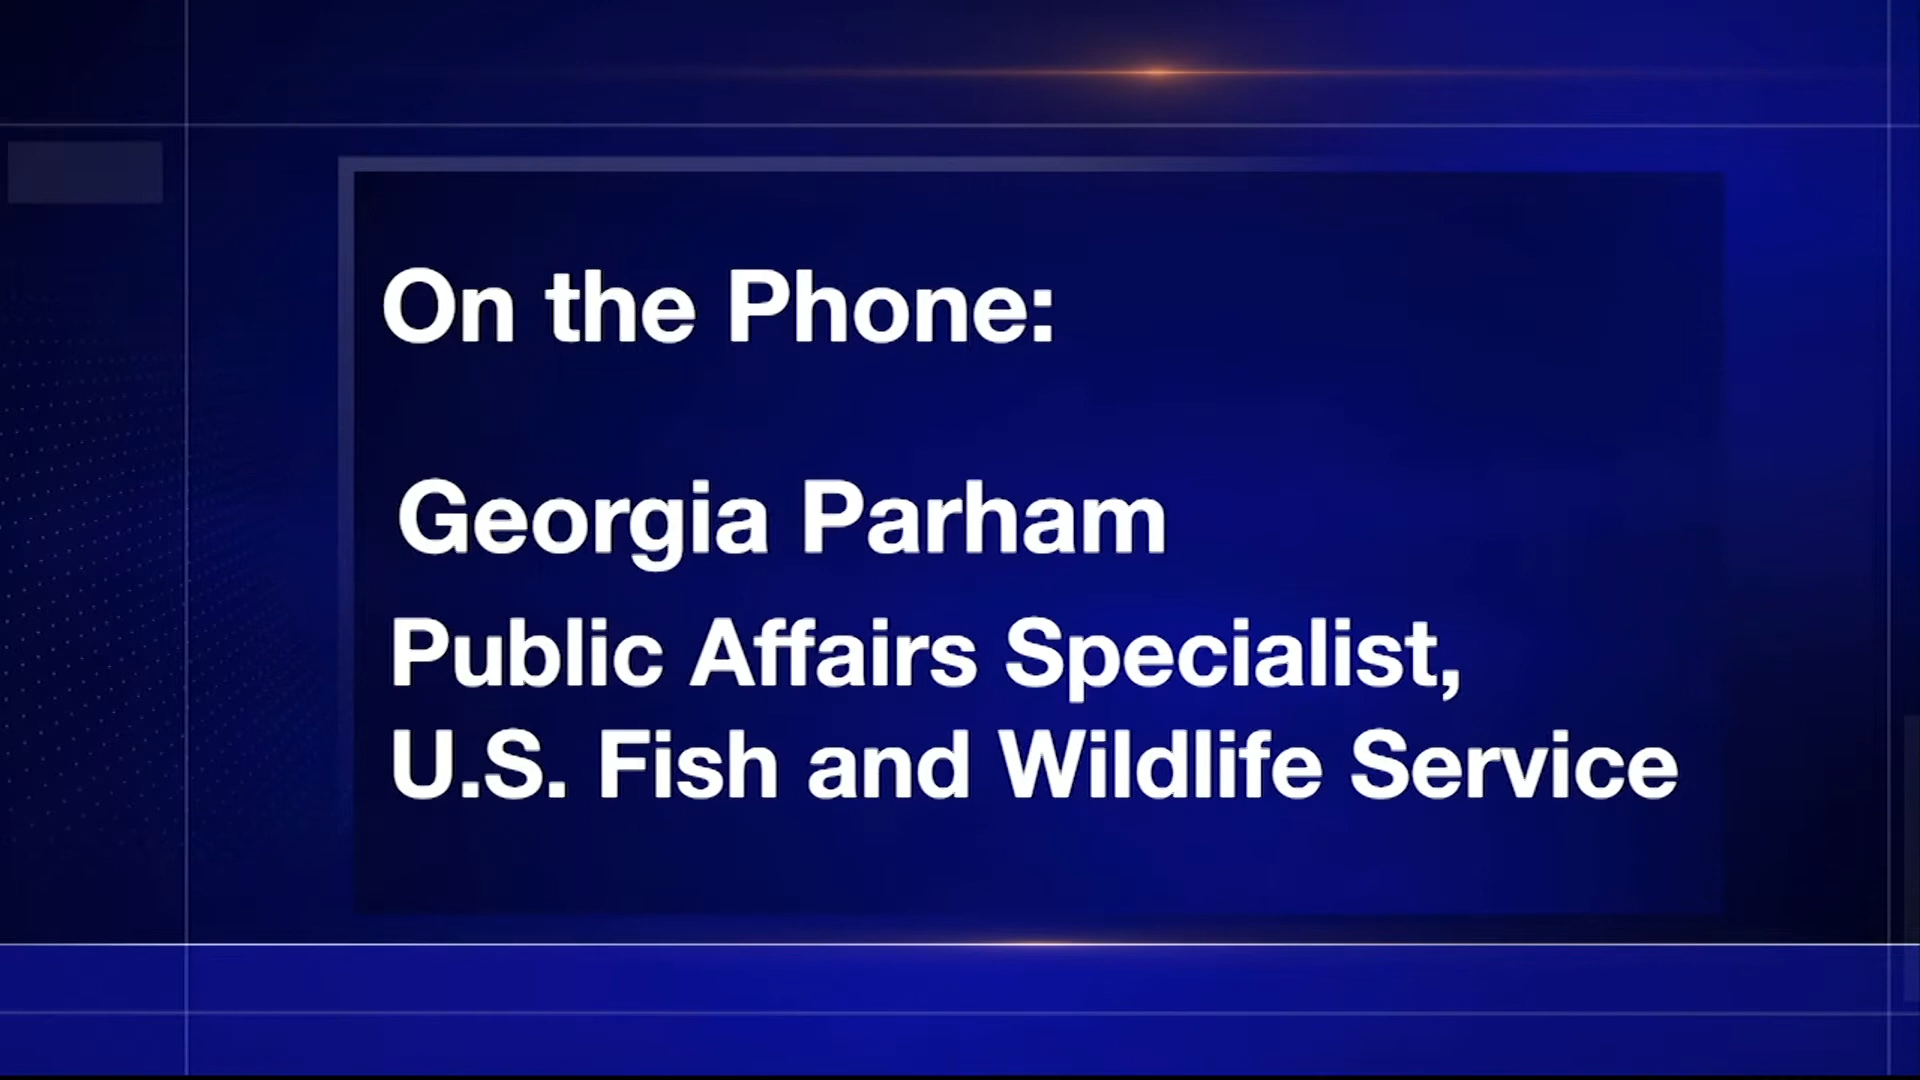 On the Phone:
Georgia Parham
Public Affairs Specialist,
U.S. Fish and Wildlife Service